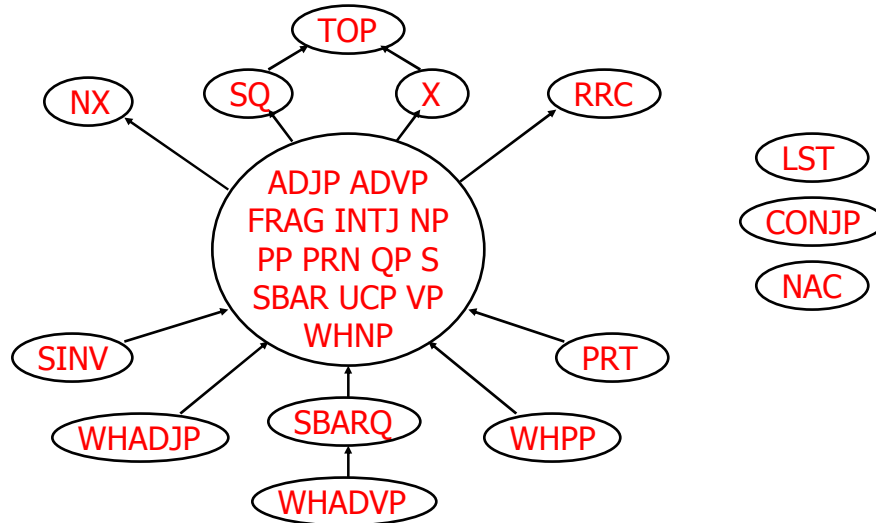 TOP
SQ
X
NX
RRC
ADJP ADVP
FRAG INTJ NP
PP PRN QP S
SBAR UCP VP
WHNP
LST
CONJP
NAC
SINV
PRT
WHADJP
SBARQ
WHPP
WHADVP